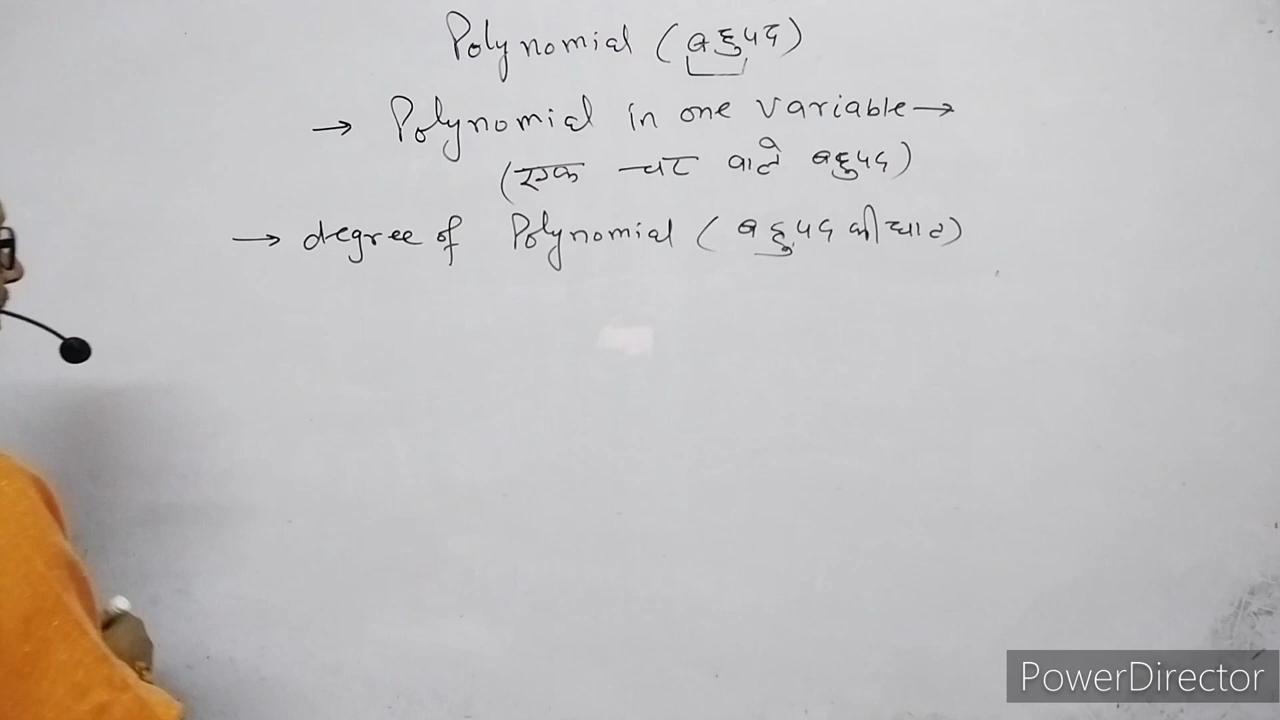 Polynomial (बहुपद)
→ Polynomial in one variable →
(एक चर वाले बहुपद)
→ degree of Polynomial (बहुपद की घात)
PowerDirector